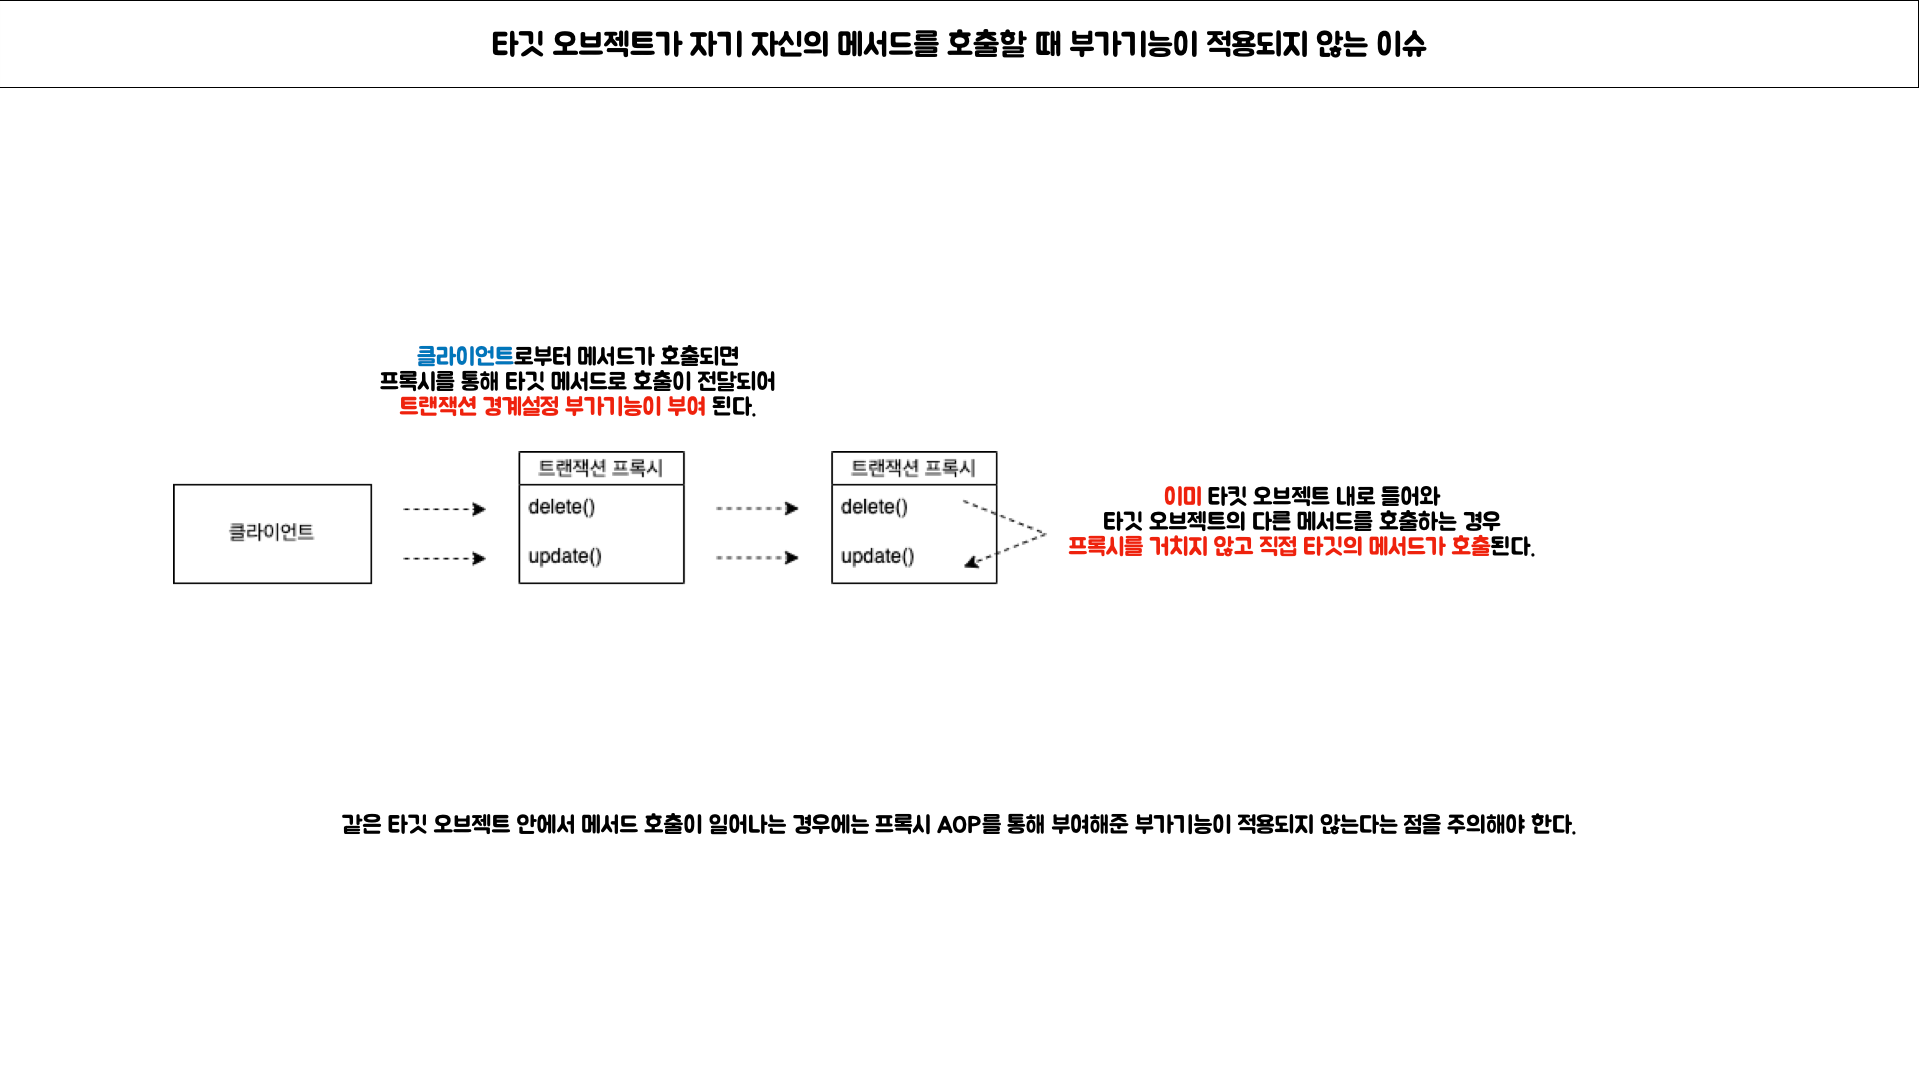 타깃 오브젝트가 자기 자신의 메서드를 호출할 때 부가기능이 적용되지 않는 이슈
클라이언트로부터 메서드가 호출되면
프록시를 통해 타깃 메서드로 호출이 전달되어
트랜잭션 경계설정 부가기능이 부여 된다.
클라이언트
트랜잭션 프록시
delete()
update()
트랜잭션 프록시
delete()
update()
이미 타킷 오브젝트 내로 들어와
타깃 오브젝트의 다른 메서드를 호출하는 경우
프록시를 거치지 않고 직접 타깃의 메서드가 호출된다.
같은 타깃 오브젝트 안에서 메서드 호출이 일어나는 경우에는 프록시 AOP를 통해 부여해준 부가기능이 적용되지 않는다는 점을 주의해야 한다.